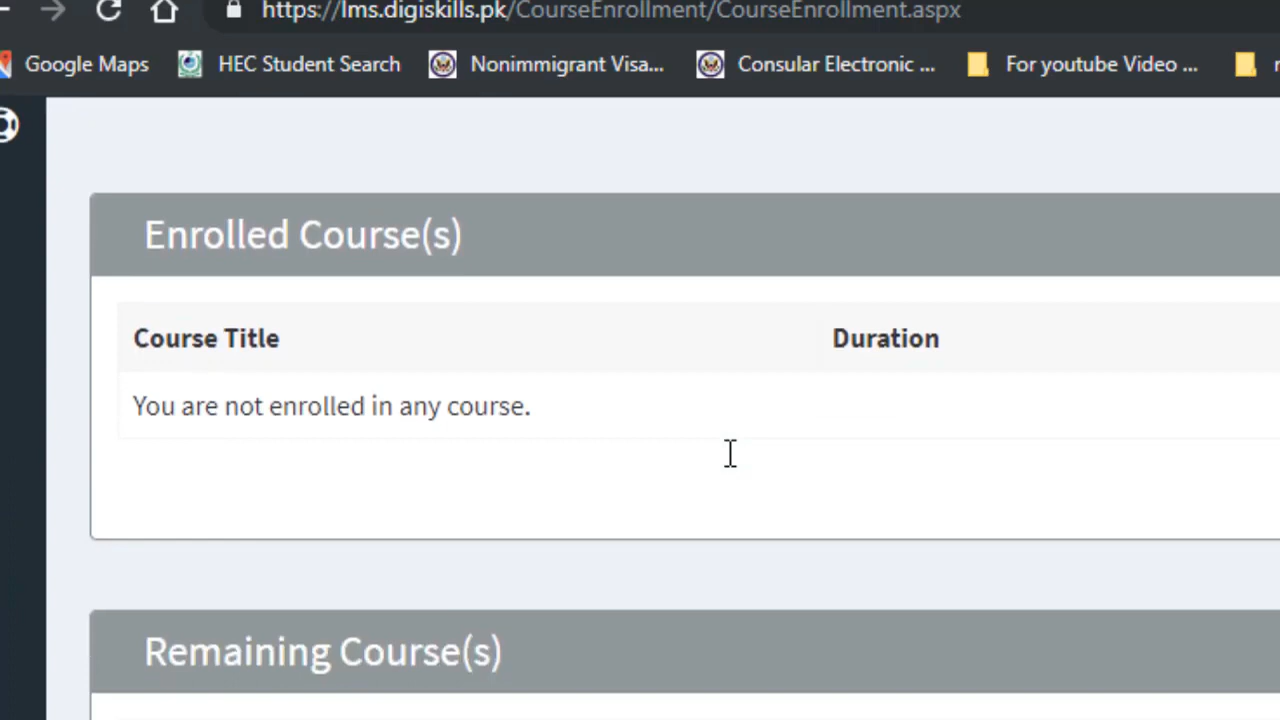 https://lms.digiskills.pk/CourseEnrollment/CourseEnrollment.aspx
Google Maps HEC Student Search Nonimmigrant Visa... Consular Electronic ... For youtube Video ...
Enrolled Course(s)
Course Title Duration
You are not enrolled in any course.
Remaining Course(s)